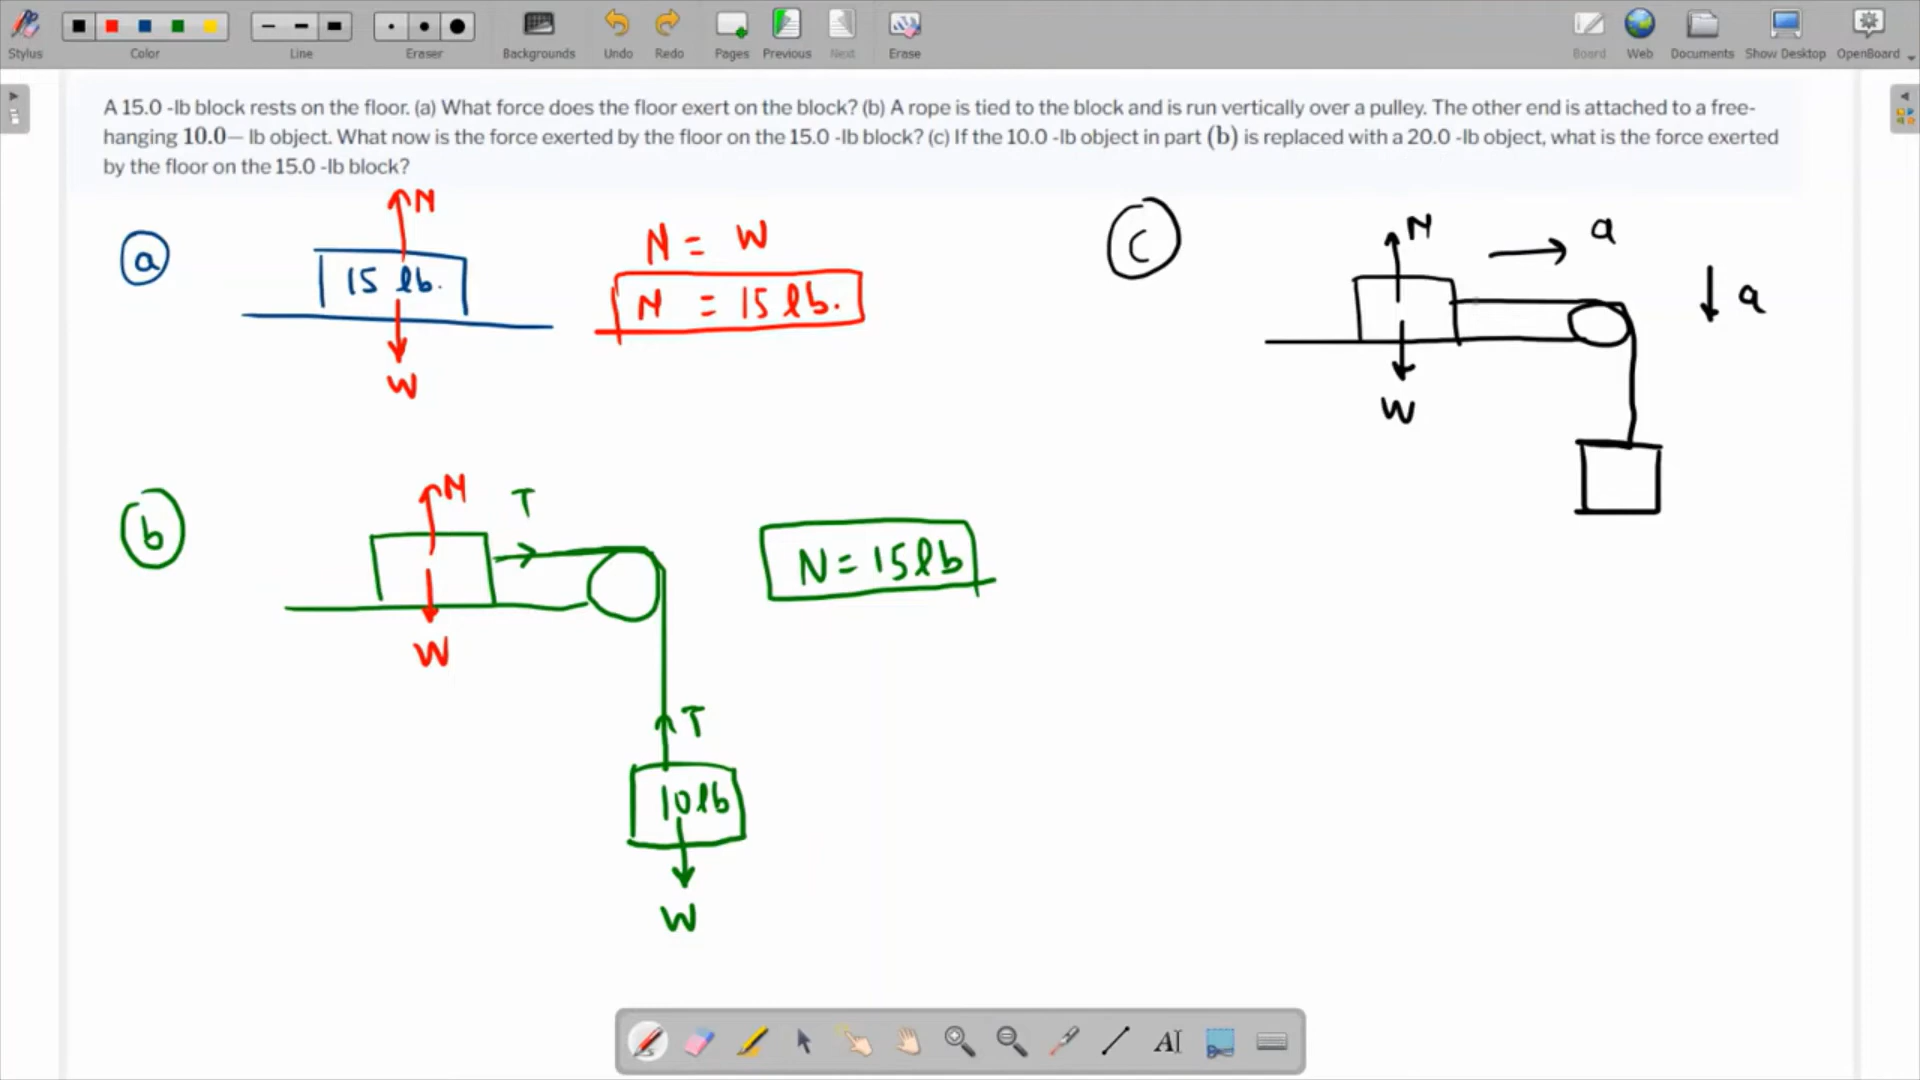 Stylus
Color
Line
Eraser
Backgrounds
Undo
Redo
Pages
Previous
Next
Erase
Board
Web
Documents
Show Desktop
OpenBoard
A 15.0 -lb block rests on the floor. (a) What force does the floor exert on the block? (b) A rope is tied to the block and is run vertically over a pulley. The other end is attached to a free-
hanging 10.0— lb object. What now is the force exerted by the floor on the 15.0 -lb block? (c) If the 10.0 -lb object in part (b) is replaced with a 20.0 -lb object, what is the force exerted
by the floor on the 15.0 -lb block?
a
N
15 lb.
W
N = W
N = 15 lb.
b
N
T
W
T
10 lb
W
N = 15 lb
C
N
a
a
W
AI